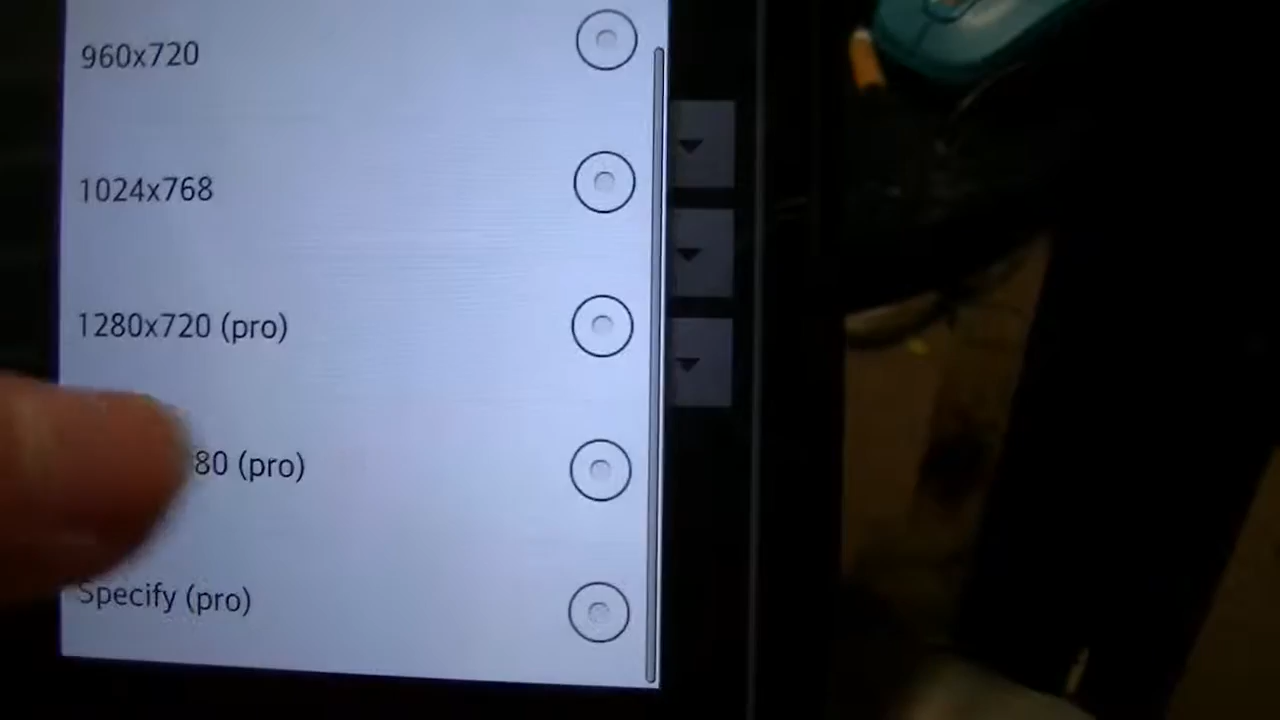 960x720
1024x768
1280x720 (pro)
80 (pro)
Specify (pro)